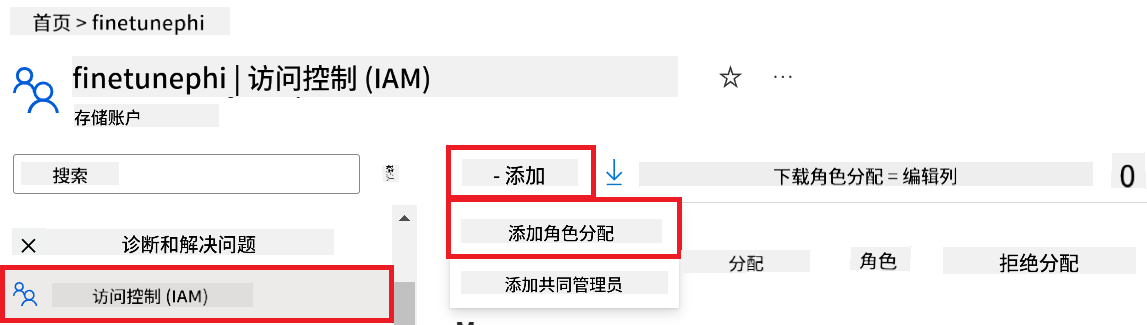 首页 > finetunephi
finetunephi | 访问控制 (IAM)
存储账户
搜索
- 添加
下载角色分配 = 编辑列
0
诊断和解决问题
添加角色分配
分配
角色
拒绝分配
访问控制 (IAM)
添加共同管理员